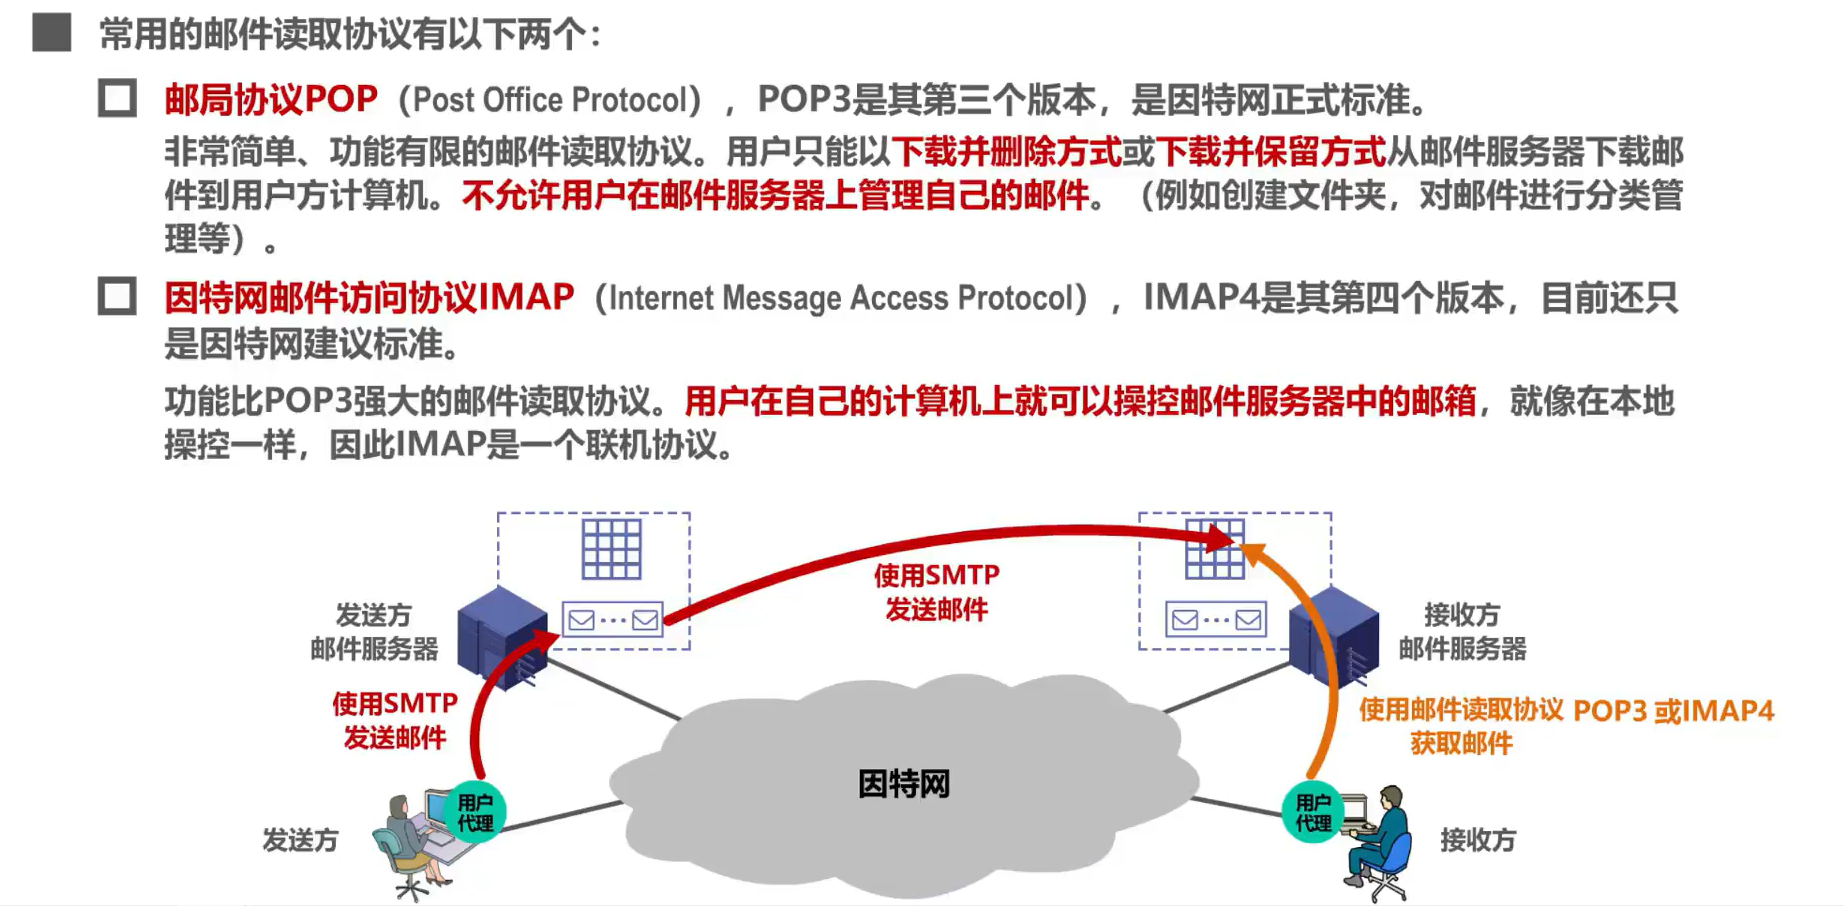 常用的邮件读取协议有以下两个：
邮局协议POP（Post Office Protocol），POP3是其第三个版本，是因特网正式标准。
非常简单、功能有限的邮件读取协议。用户只能以下载并删除方式或下载并保留方式从邮件服务器下载邮
件到用户方计算机。不允许用户在邮件服务器上管理自己的邮件。（例如创建文件夹，对邮件进行分类管
理等）。
因特网邮件访问协议IMAP（Internet Message Access Protocol），IMAP4是其第四个版本，目前还只
是因特网建议标准。
功能比POP3强大的邮件读取协议。用户在自己的计算机上就可以操控邮件服务器中的邮箱，就像在本地
操控一样，因此IMAP是一个联机协议。
使用SMTP
发送邮件
发送方
邮件服务器
接收方
邮件服务器
使用SMTP
发送邮件
使用邮件读取协议 POP3 或IMAP4
获取邮件
因特网
用户
代理
用户
代理
发送方
接收方